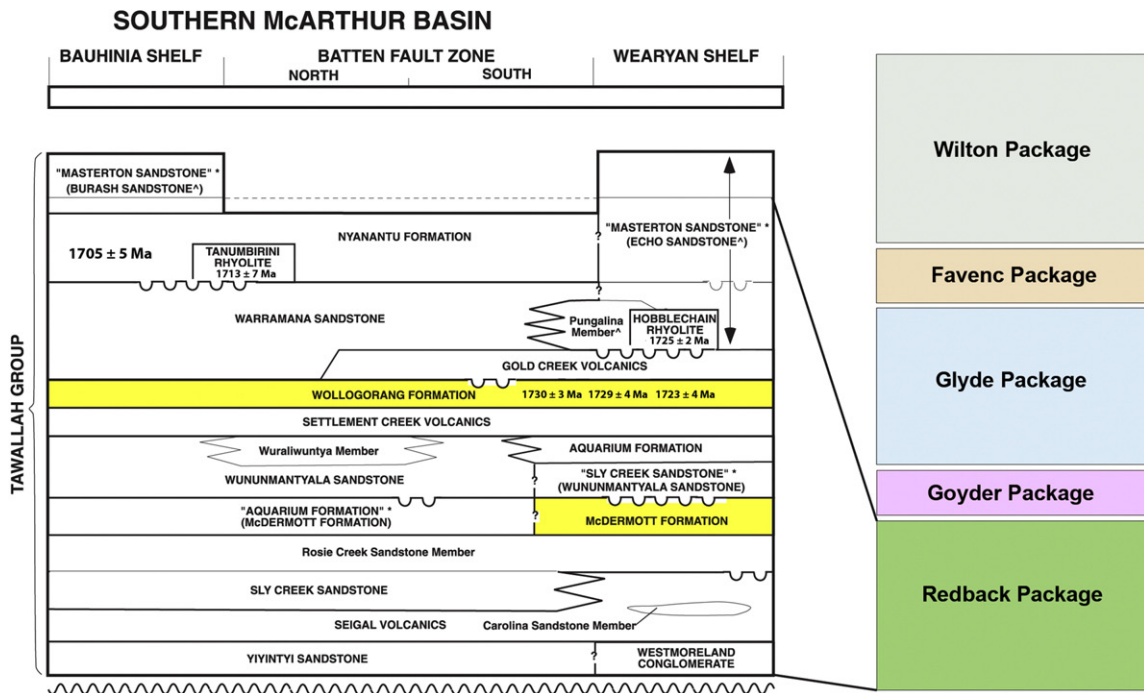 SOUTHERN McARTHUR BASIN
BAUHINIA SHELF
BATTEN FAULT ZONE
WEARYAN SHELF
NORTH
SOUTH
TAWALLAH GROUP
"MASTERTON SANDSTONE" *
(BURASH SANDSTONE^)
NYANANTU FORMATION
"MASTERTON SANDSTONE" *
(ECHO SANDSTONE^)
?
1705 ± 5 Ma
TANUMBIRINI
RHYOLITE
1713 ± 7 Ma
?
WARRAMANA SANDSTONE
Pungalina
Member^
HOBBLECHAIN
RHYOLITE
1725 ± 2 Ma
GOLD CREEK VOLCANICS
WOLLOGORANG FORMATION
1730 ± 3 Ma
1729 ± 4 Ma
1723 ± 4 Ma
SETTLEMENT CREEK VOLCANICS
Wuraliwuntya Member
AQUARIUM FORMATION
WUNUNMANTYALA SANDSTONE
?
"SLY CREEK SANDSTONE" *
(WUNUNMANTYALA SANDSTONE)
"AQUARIUM FORMATION" *
(McDERMOTT FORMATION)
?
McDERMOTT FORMATION
Rosie Creek Sandstone Member
SLY CREEK SANDSTONE
SEIGAL VOLCANICS
Carolina Sandstone Member
YIYINTYI SANDSTONE
?
WESTMORELAND
CONGLOMERATE
Wilton Package
Favenc Package
Glyde Package
Goyder Package
Redback Package